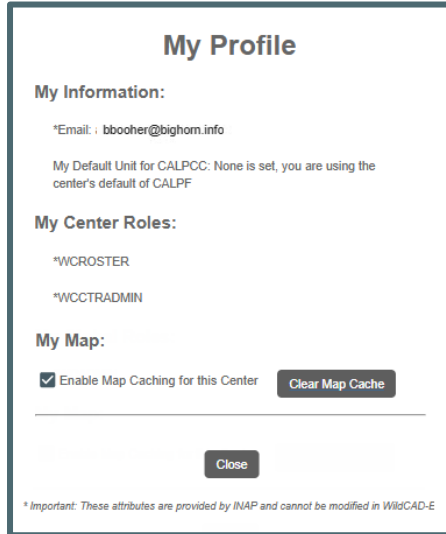 My Profile
My Information:
*Email: bbooher@bighorn.info
My Default Unit for CALPCC: None is set, you are using the
center's default of CALPF
My Center Roles:
*WCROSTER
*WCCTRADMIN
My Map:
Enable Map Caching for this Center
Clear Map Cache
Close
* Important: These attributes are provided by INAP and cannot be modified in WildCAD-E